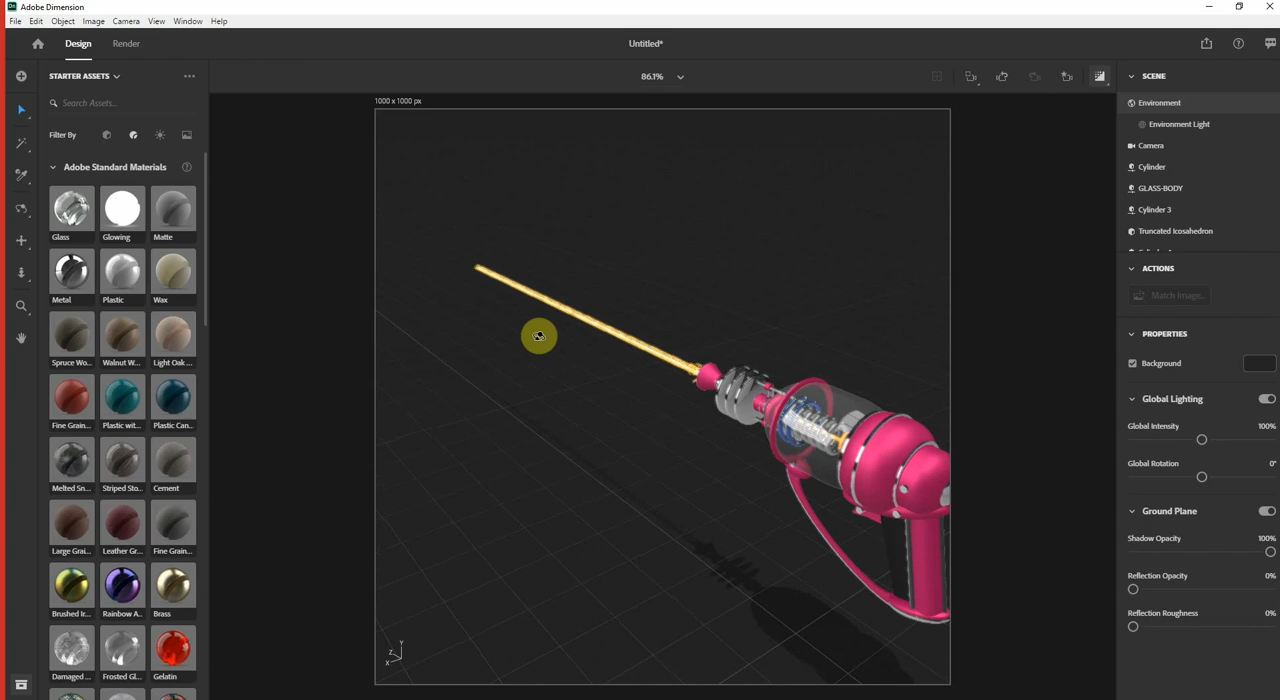 Dn Adobe Dimension
File Edit Object Image Camera View Window Help
Design Render Untitled*
STARTER ASSETS 86.1% SCENE
1000 x 1000 px
Search Assets... Environment
Environment Light
Filter By
Camera
Adobe Standard Materials Cylinder
GLASS-BODY
Cylinder 3
Truncated Icosahedron
Glass Glowing Matte
ACTIONS
Match Image...
Metal Plastic Wax
PROPERTIES
Background
Spruce Wo... Walnut W... Light Oak ...
Global Lighting
Global Intensity 100%
Fine Grain... Plastic wit... Plastic Can...
Global Rotation 0°
Melted Sn... Striped Sto... Cement
Ground Plane
Shadow Opacity 100%
Large Grai... Leather Gr... Fine Grain...
Reflection Opacity 0%
Brushed Ir... Rainbow A.. Brass
Reflection Roughness 0%
Y
Z
X
Damaged ... Frosted Gl... Gelatin